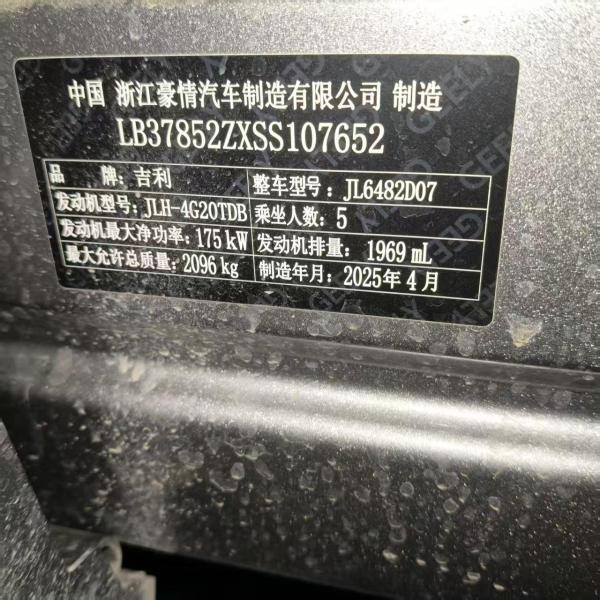 中国 浙江豪情汽车制造有限公司 制造
LB37852ZXSS107652
品 牌: 吉利 整车型号: JL6482D07
发动机型号: JLH-4G20TDB 乘坐人数: 5
发动机最大净功率: 175 kW 发动机排量: 1969 mL
最大允许总质量: 2096 kg 制造年月: 2025年 4 月